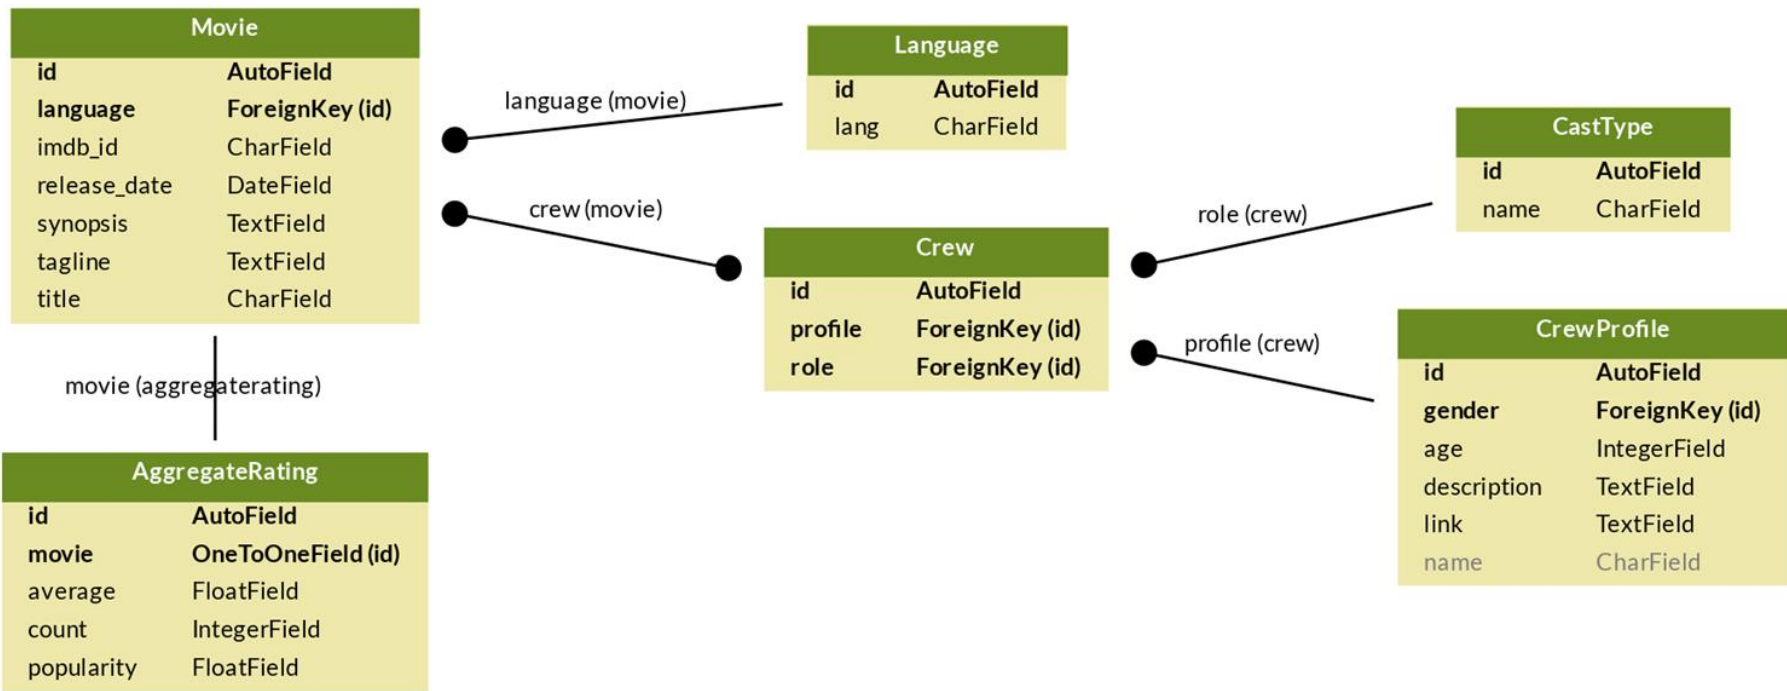 Movie
id AutoField
language ForeignKey (id)
imdb_id CharField
release_date DateField
synopsis TextField
tagline TextField
title CharField
language (movie)
crew (movie)
Language
id AutoField
lang CharField
Crew
id AutoField
profile ForeignKey (id)
role ForeignKey (id)
role (crew)
profile (crew)
CastType
id AutoField
name CharField
CrewProfile
id AutoField
gender ForeignKey (id)
age IntegerField
description TextField
link TextField
name CharField
movie (aggregaterating)
AggregateRating
id AutoField
movie OneToOneField (id)
average FloatField
count IntegerField
popularity FloatField